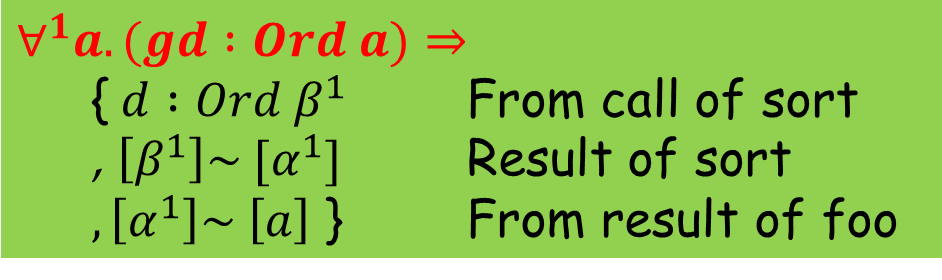 ∀¹a. (gd : Ord a) ⇒
{ d : Ord β¹ From call of sort
, [β¹]~ [α¹] Result of sort
, [α¹]~ [a] } From result of foo